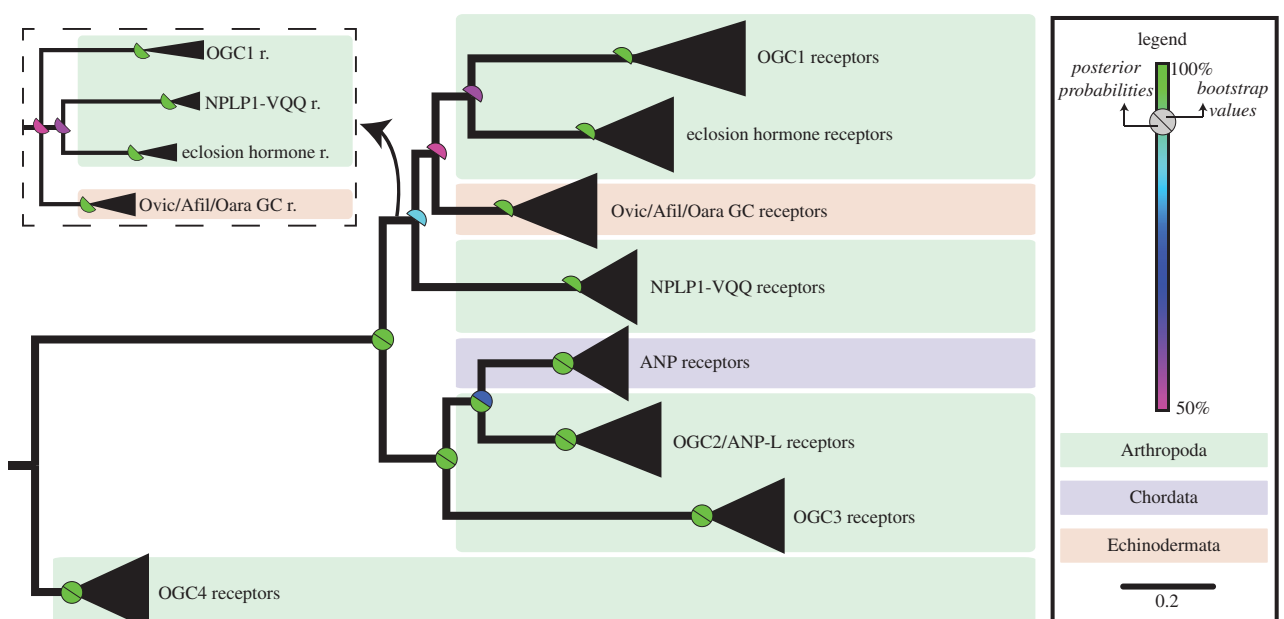 OGC1 r.
NPLP1-VQQ r.
eclosion hormone r.
Ovic/Afil/Oara GC r.
OGC1 receptors
eclosion hormone receptors
Ovic/Afil/Oara GC receptors
NPLP1-VQQ receptors
ANP receptors
OGC2/ANP-L receptors
OGC3 receptors
OGC4 receptors
legend
100%
posterior
probabilities
bootstrap
values
50%
Arthropoda
Chordata
Echinodermata
0.2